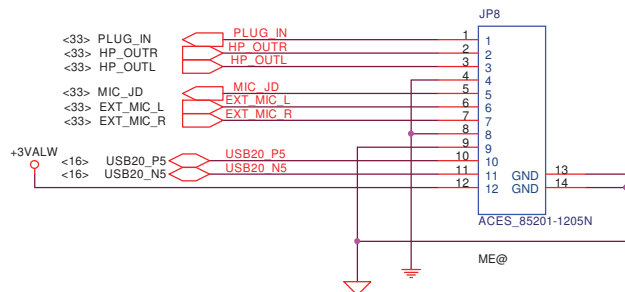 JP8
<33> PLUG_IN PLUG_IN 1 1
<33> HP_OUTR HP_OUTR 2 2
<33> HP_OUTL HP_OUTL 3 3
4 4
<33> MIC_JD MIC_JD 5 5
<33> EXT_MIC_L EXT_MIC_L 6 6
<33> EXT_MIC_R EXT_MIC_R 7 7
8 8
9 9
+3VALW <16> USB20_P5 USB20_P5 10 10
<16> USB20_N5 USB20_N5 11 11 GND 13
12 12 GND 14
ACES_85201-1205N
ME@